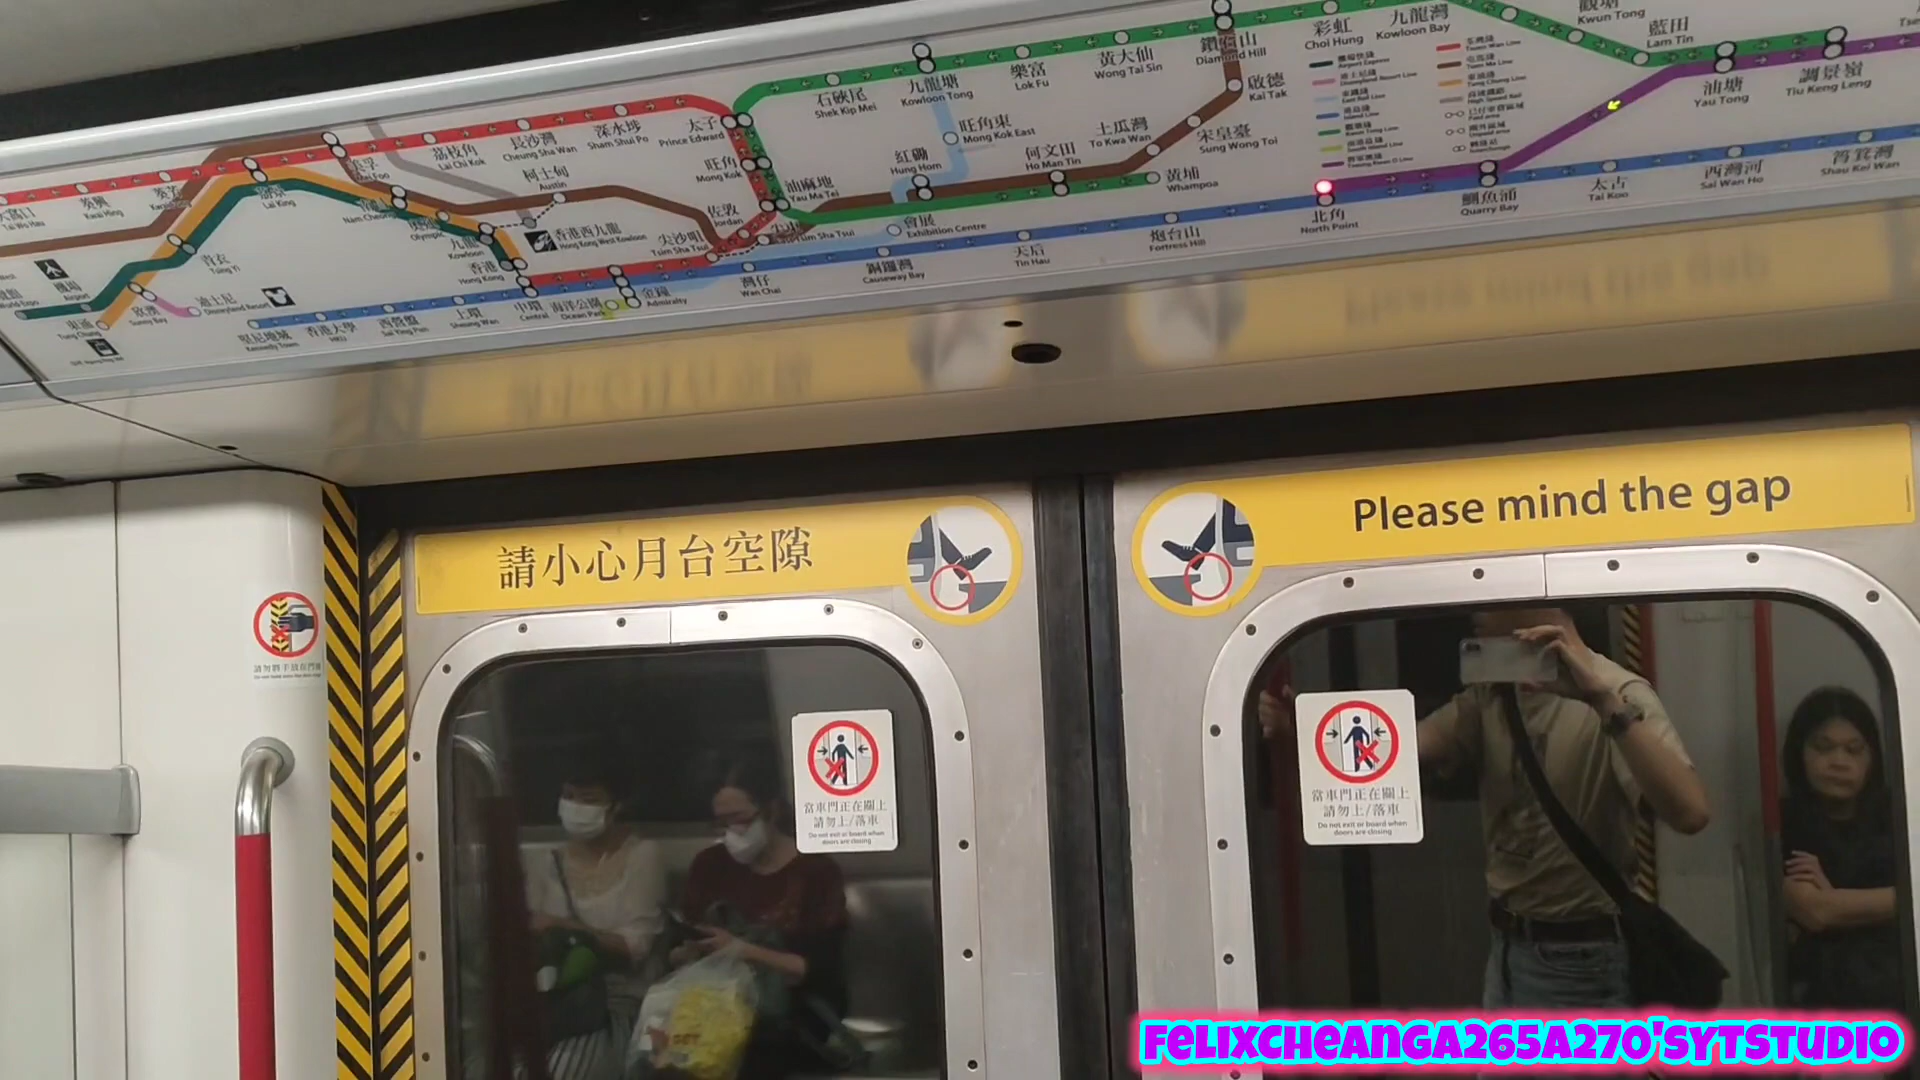 觀塘
Kwun Tong
藍田
Lam Tin
彩虹
Choi Hung
九龍灣
Kowloon Bay
鑽石山
Diamond Hill
黃大仙
Wong Tai Sin
樂富
Lok Fu
九龍塘
Kowloon Tong
石硤尾
Shek Kip Mei
太子
Prince Edward
深水埗
Sham Shui Po
長沙灣
Cheung Sha Wan
荔枝角
Lai Chi Kok
美孚
Mei Foo
荔景
Lai King
葵芳
葵興
Kwai Hing
大窩口
Tai Wo Hau
油塘
Yau Tong
調景嶺
Tiu Keng Leng
啟德
Kai Tak
宋皇臺
Sung Wong Toi
土瓜灣
To Kwa Wan
何文田
Ho Man Tin
旺角東
Mong Kok East
紅磡
Hung Hom
黃埔
Whampoa
旺角
Mong Kok
油麻地
Yau Ma Tei
佐敦
Jordan
尖沙咀
Tsim Sha Tsui
柯士甸
Austin
香港西九龍
Hong Kong West Kowloon
九龍
Kowloon
香港
Hong Kong
青衣
Tsing Yi
欣澳
Sunny Bay
迪士尼
Disneyland Resort
機場
Airport
東涌
Tung Chung
堅尼地城
Kennedy Town
香港大學
HKU
西營盤
Sai Ying Pun
上環
Sheung Wan
中環
Central
海洋公園
Ocean Park
金鐘
Admiralty
灣仔
Wan Chai
會展
Exhibition Centre
銅鑼灣
Causeway Bay
天后
Tin Hau
炮台山
Fortress Hill
北角
North Point
鰂魚涌
Quarry Bay
太古
Tai Koo
西灣河
Sai Wan Ho
筲箕灣
Shau Kei Wan
請小心月台空隙
Please mind the gap
當車門正在關上
請勿上/落車
Do not exit or board when
doors are closing
當車門正在關上
請勿上/落車
Do not exit or board when
doors are closing
FelixCheangA265A270'sYTStudio